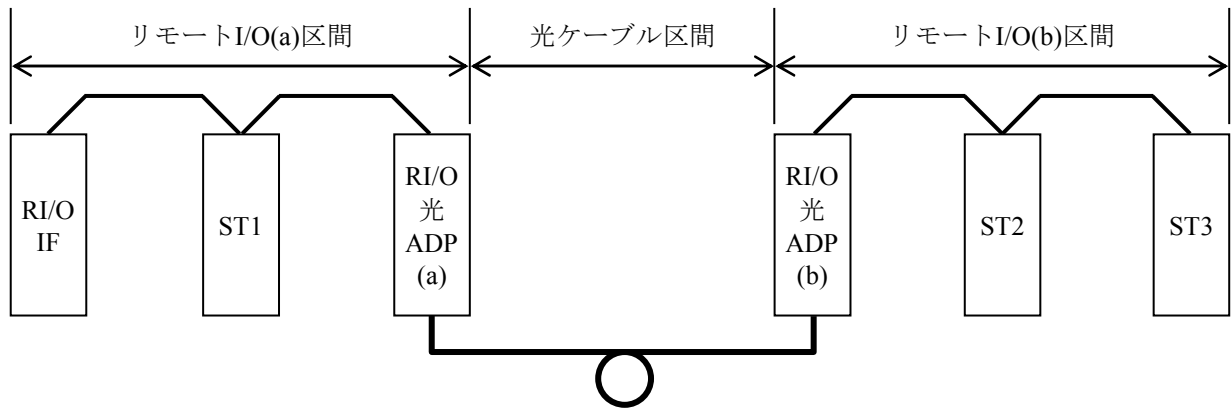 リモートI/O(a)区間
光ケーブル区間
リモートI/O(b)区間
RI/O
IF
ST1
RI/O
光
ADP
(a)
RI/O
光
ADP
(b)
ST2
ST3